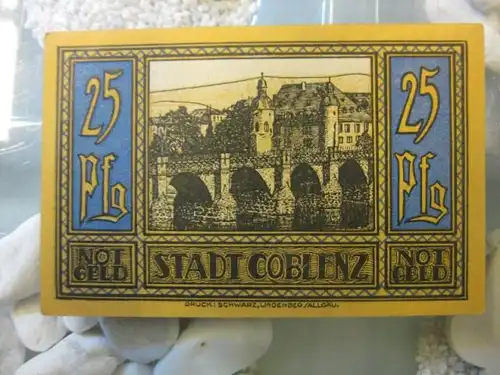 25
Pfg
25
Pfg
NOT
GELD
STADT COBLENZ
NOT
GELD
DRUCK: SCHWARZ, LINDENBERG/ALLGÄU.